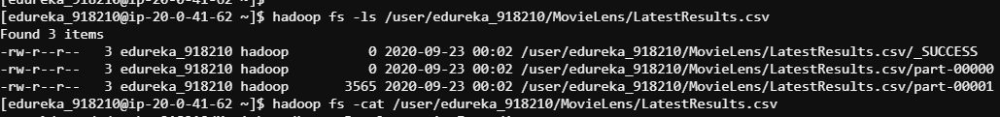 [edureka_918210@ip-20-0-41-62 ~]$ hadoop fs -ls /user/edureka_918210/MovieLens/LatestResults.csv
Found 3 items
-rw-r--r--   3 edureka_918210 hadoop          0 2020-09-23 00:02 /user/edureka_918210/MovieLens/LatestResults.csv/_SUCCESS
-rw-r--r--   3 edureka_918210 hadoop          0 2020-09-23 00:02 /user/edureka_918210/MovieLens/LatestResults.csv/part-00000
-rw-r--r--   3 edureka_918210 hadoop       3565 2020-09-23 00:02 /user/edureka_918210/MovieLens/LatestResults.csv/part-00001
[edureka_918210@ip-20-0-41-62 ~]$ hadoop fs -cat /user/edureka_918210/MovieLens/LatestResults.csv